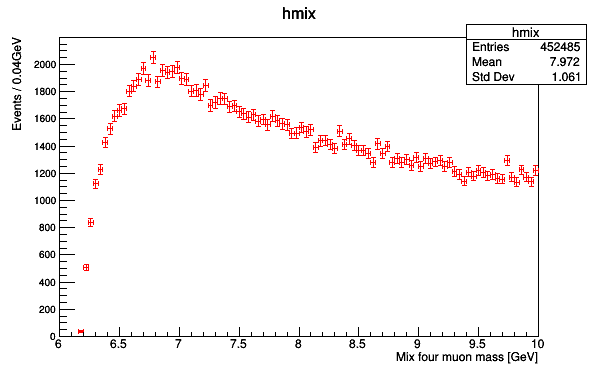 hmix
hmix
Entries 452485
Mean 7.972
Std Dev 1.061
Events / 0.04GeV
2000
1800
1600
1400
1200
1000
800
600
400
200
0
6 6.5 7 7.5 8 8.5 9 9.5 10
Mix four muon mass [GeV]